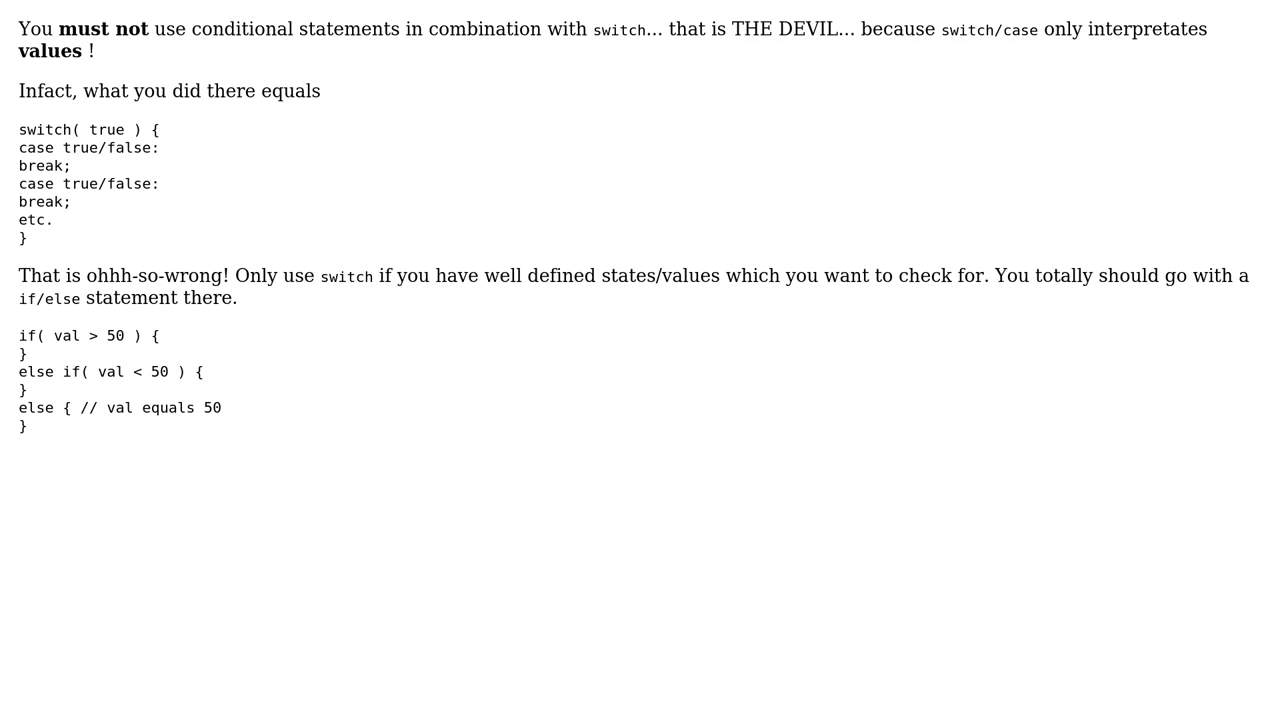 You must not use conditional statements in combination with switch... that is THE DEVIL... because switch/case only interpretates
values !
Infact, what you did there equals
switch( true ) {
case true/false:
break;
case true/false:
break;
etc.
}
That is ohhh-so-wrong! Only use switch if you have well defined states/values which you want to check for. You totally should go with a
if/else statement there.
if( val > 50 ) {
}
else if( val < 50 ) {
}
else { // val equals 50
}